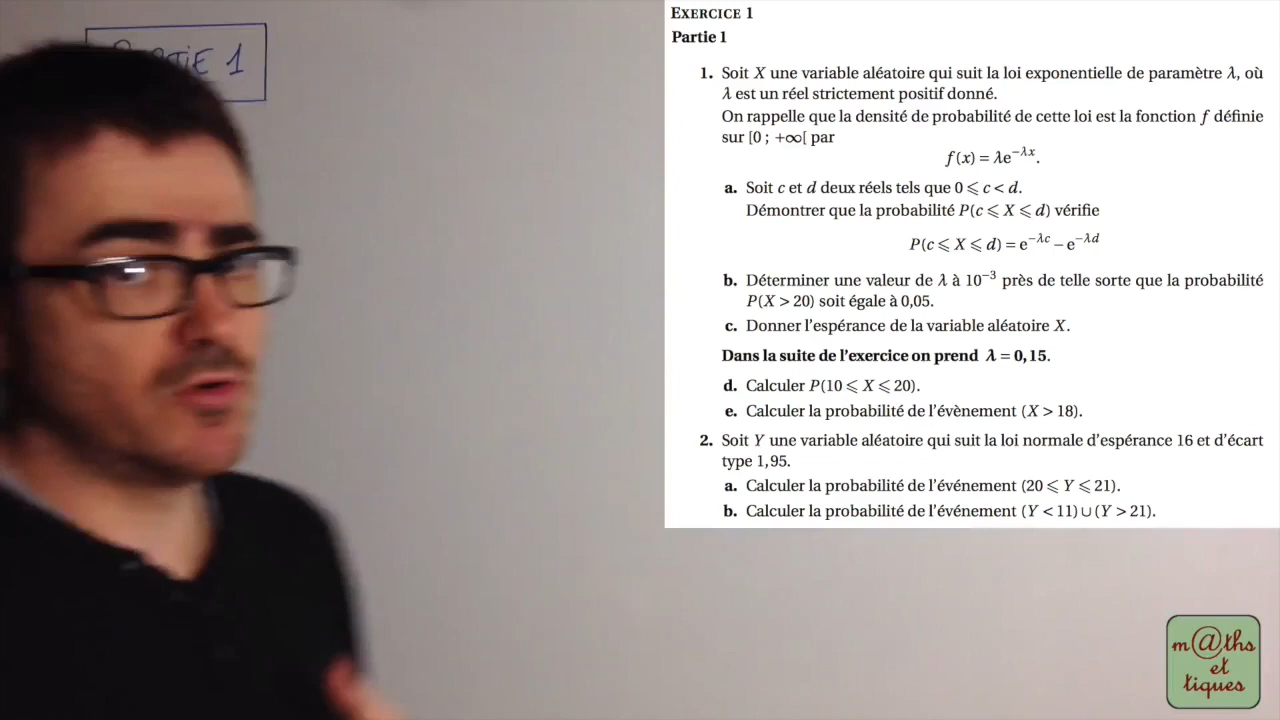 PARTIE 1
EXERCICE 1
Partie 1
1. Soit X une variable aléatoire qui suit la loi exponentielle de paramètre λ, où
λ est un réel strictement positif donné.
On rappelle que la densité de probabilité de cette loi est la fonction f définie
sur [0 ; +∞[ par
f(x) = λe^{−λx}.
a. Soit c et d deux réels tels que 0 ⩽ c < d.
Démontrer que la probabilité P(c ⩽ X ⩽ d) vérifie
P(c ⩽ X ⩽ d) = e^{−λc} − e^{−λd}
b. Déterminer une valeur de λ à 10^{−3} près de telle sorte que la probabilité
P(X > 20) soit égale à 0,05.
c. Donner l'espérance de la variable aléatoire X.
Dans la suite de l'exercice on prend λ = 0,15.
d. Calculer P(10 ⩽ X ⩽ 20).
e. Calculer la probabilité de l'évènement (X > 18).
2. Soit Y une variable aléatoire qui suit la loi normale d'espérance 16 et d'écart
type 1,95.
a. Calculer la probabilité de l'événement (20 ⩽ Y ⩽ 21).
b. Calculer la probabilité de l'événement (Y < 11) ∪ (Y > 21).
m@ths
et
tiques